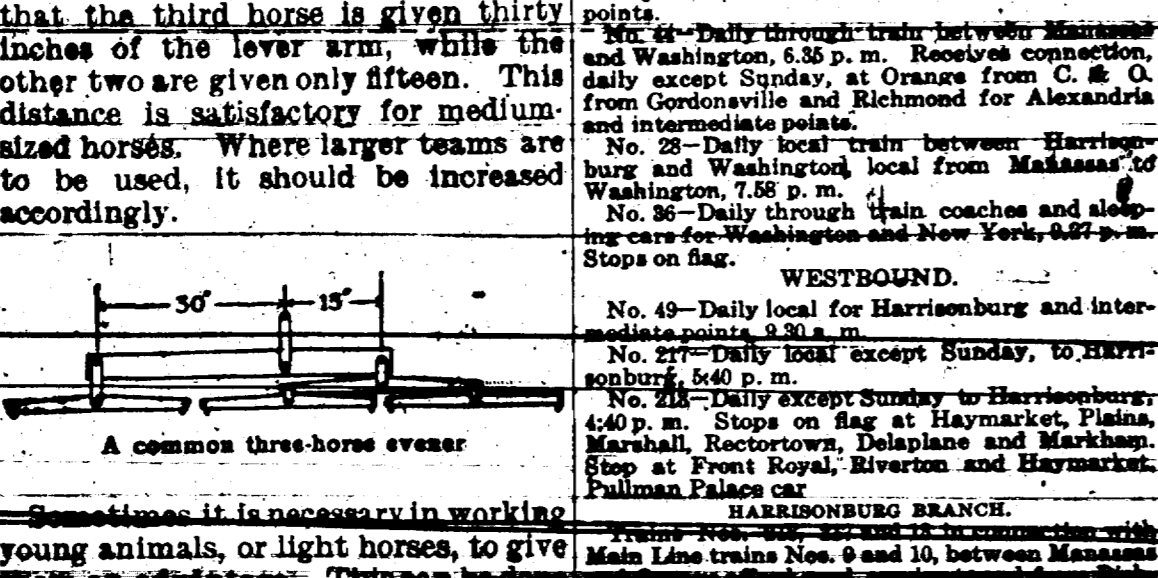 that the third horse is given thirty
inches of the lever arm, while the
other two are given only fifteen. This
distance is satisfactory for medium-
sized horses. Where larger teams are
to be used, it should be increased
accordingly.
30" 15"
A common three-horse evener
Sometimes it is necessary in working
young animals, or light horses, to give
points.
No. 44—Daily through train between Manassas
and Washington, 6.35 p. m. Receives connection,
daily except Sunday, at Orange from C. & O.
from Gordonsville and Richmond for Alexandria
and intermediate points.
No. 28—Daily local train between Harrison-
burg and Washington, local from Manassas to
Washington, 7.58 p. m.
No. 36—Daily through train coaches and sleep-
ing cars for Washington and New York, 9.27 p. m.
Stops on flag.
WESTBOUND.
No. 49—Daily local for Harrisonburg and inter-
mediate points, 9.30 a. m.
No. 217—Daily local except Sunday, to Harri-
sonburg, 5:40 p. m.
No. 213—Daily except Sunday to Harrisonburg,
4:40 p. m. Stops on flag at Haymarket, Plains,
Marshall, Rectortown, Delaplane and Markham.
Stop at Front Royal, Riverton and Haymarket.
Pullman Palace car
HARRISONBURG BRANCH.
Trains Nos. and 18 in connection with
Main Line trains Nos. 9 and 10, between Manassas